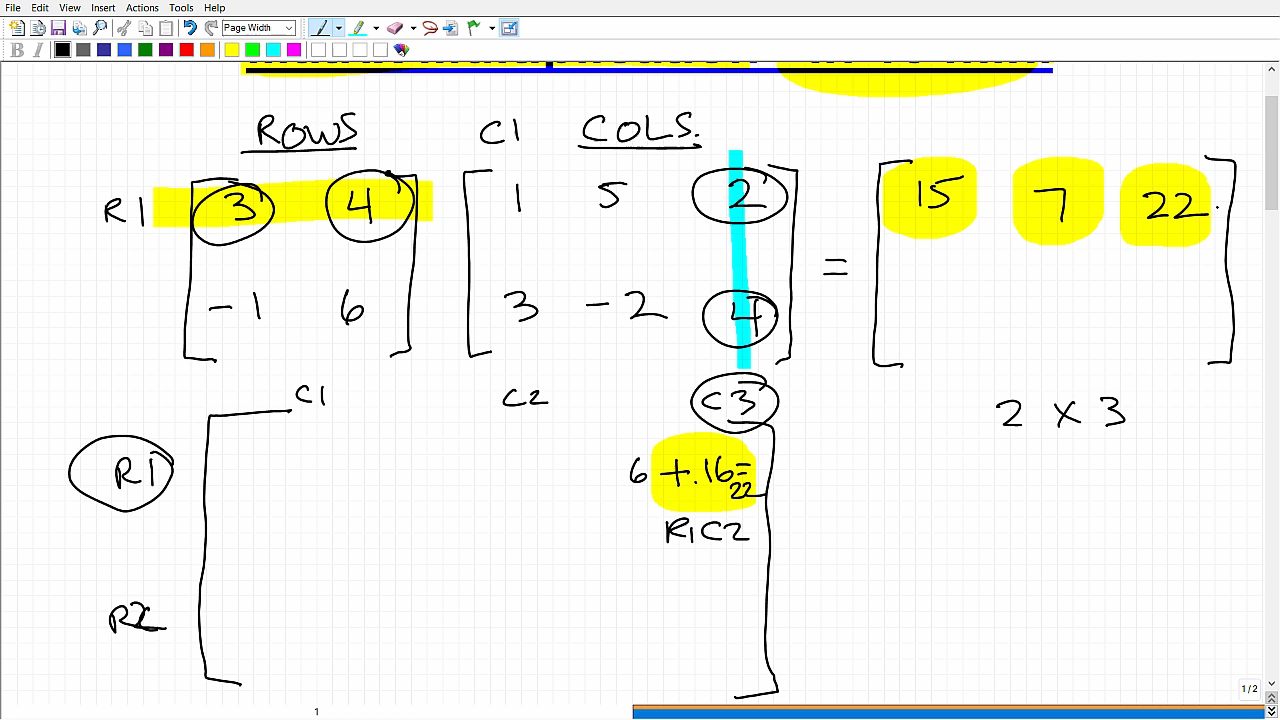 File Edit View Insert Actions Tools Help
Page Width
B I
ROWS C1 COLS.
R1 3 4 1 5 2 = 15 7 22
-1 6 3 -2 4
C1 C2 C3 2 x 3
R1 6 + 16 = 22
R1C2
R2
1/2
1